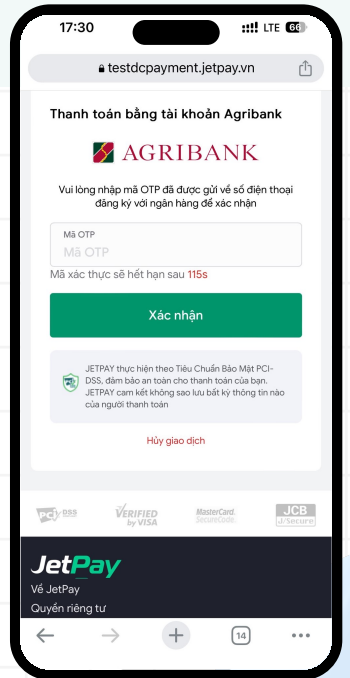 17:30
LTE 66
testdcpayment.jetpay.vn
Thanh toán bằng tài khoản Agribank
AGRIBANK
Vui lòng nhập mã OTP đã được gửi về số điện thoại
đăng ký với ngân hàng để xác nhận
Mã OTP
Mã OTP
Mã xác thực sẽ hết hạn sau 115s
Xác nhận
JETPAY thực hiện theo Tiêu Chuẩn Bảo Mật PCI-
DSS, đảm bảo an toàn cho thanh toán của bạn.
JETPAY cam kết không sao lưu bất kỳ thông tin nào
của người thanh toán
Hủy giao dịch
PCI DSS
VERIFIED
by VISA
MasterCard.
SecureCode.
JCB
J/Secure
JetPay
Về JetPay
Quyền riêng tư
14